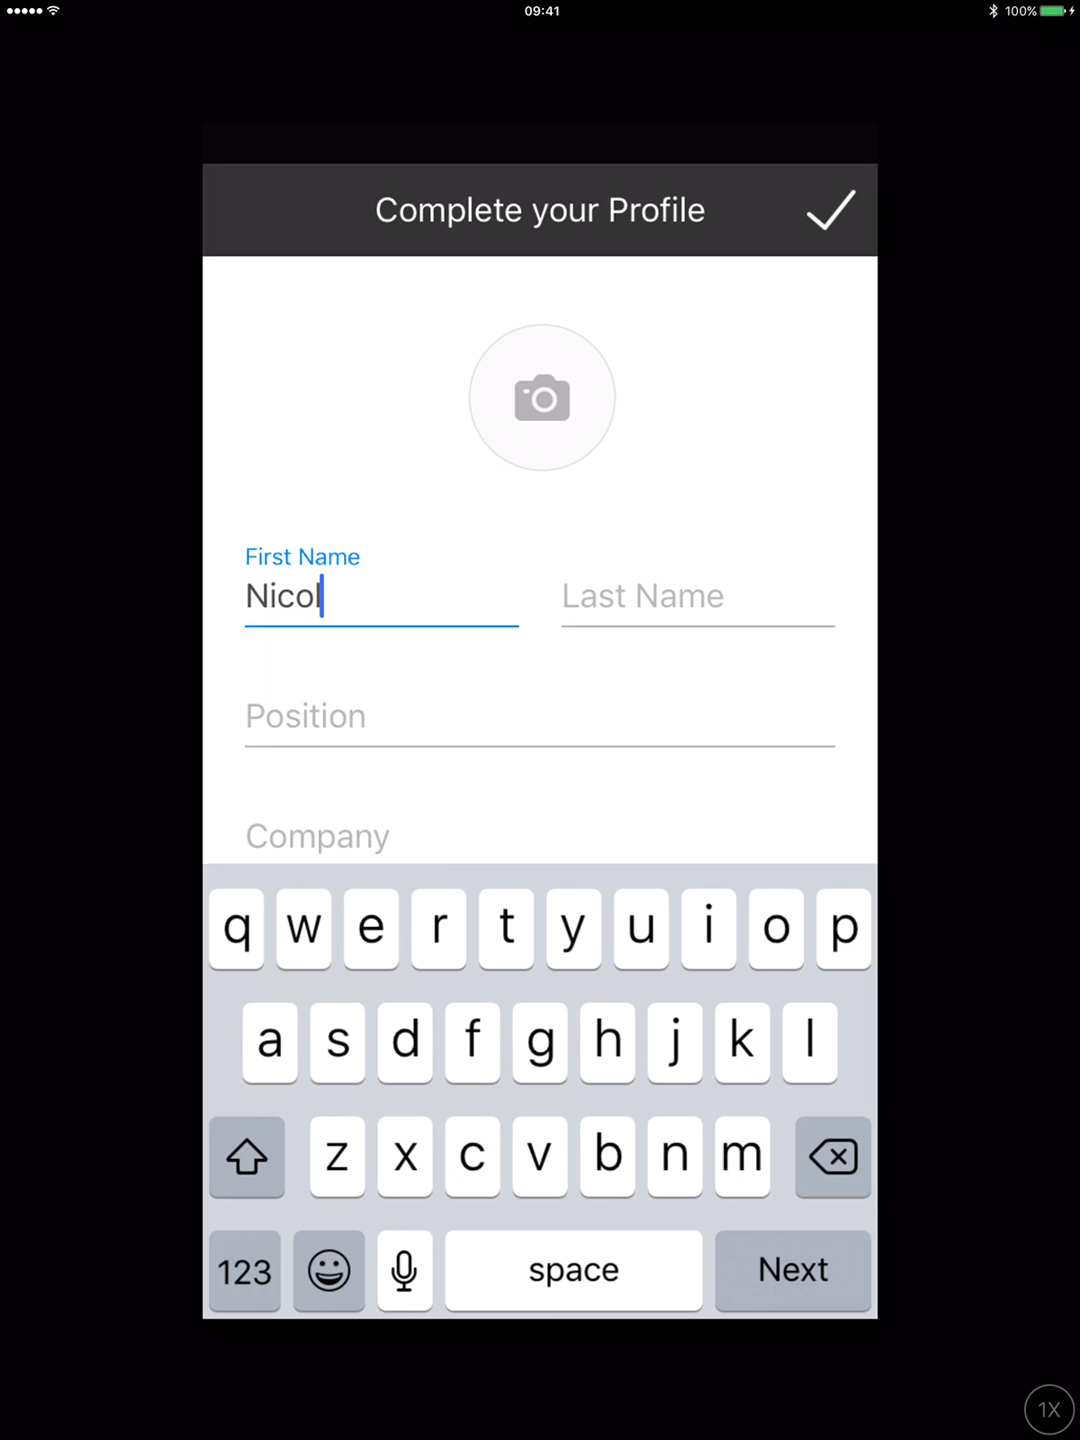 09:41 100%
Complete your Profile
First Name
Nicol Last Name
Position
Company
q w e r t y u i o p
a s d f g h j k l
z x c v b n m
123 space Next
1X